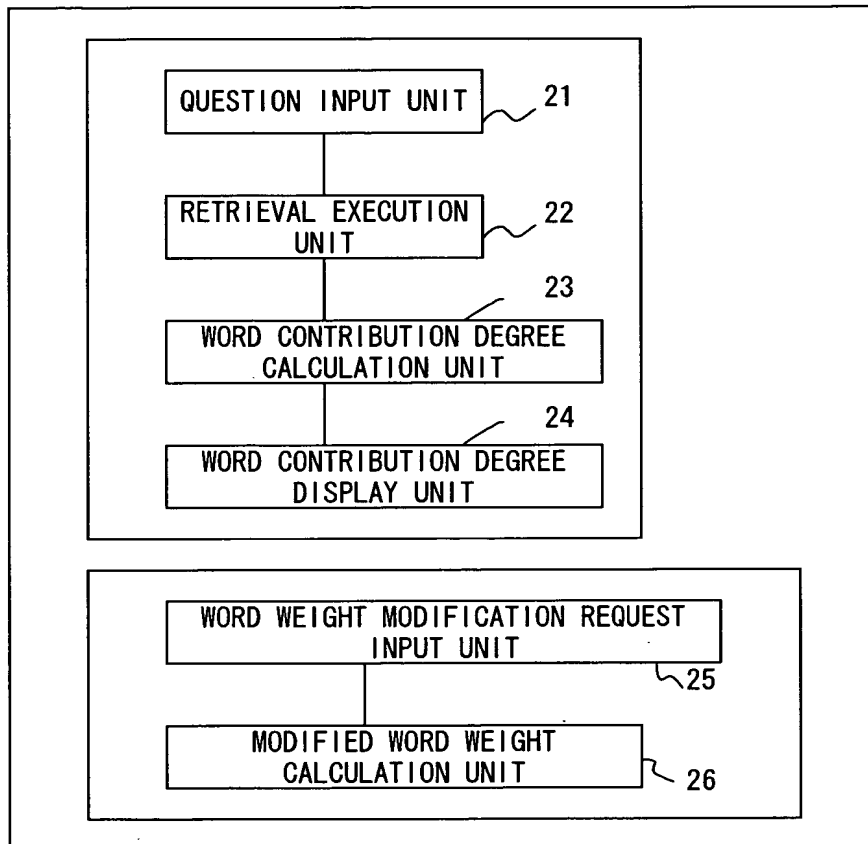 QUESTION INPUT UNIT
21
RETRIEVAL EXECUTION
UNIT
22
23
WORD CONTRIBUTION DEGREE
CALCULATION UNIT
24
WORD CONTRIBUTION DEGREE
DISPLAY UNIT
WORD WEIGHT MODIFICATION REQUEST
INPUT UNIT
25
MODIFIED WORD WEIGHT
CALCULATION UNIT
26